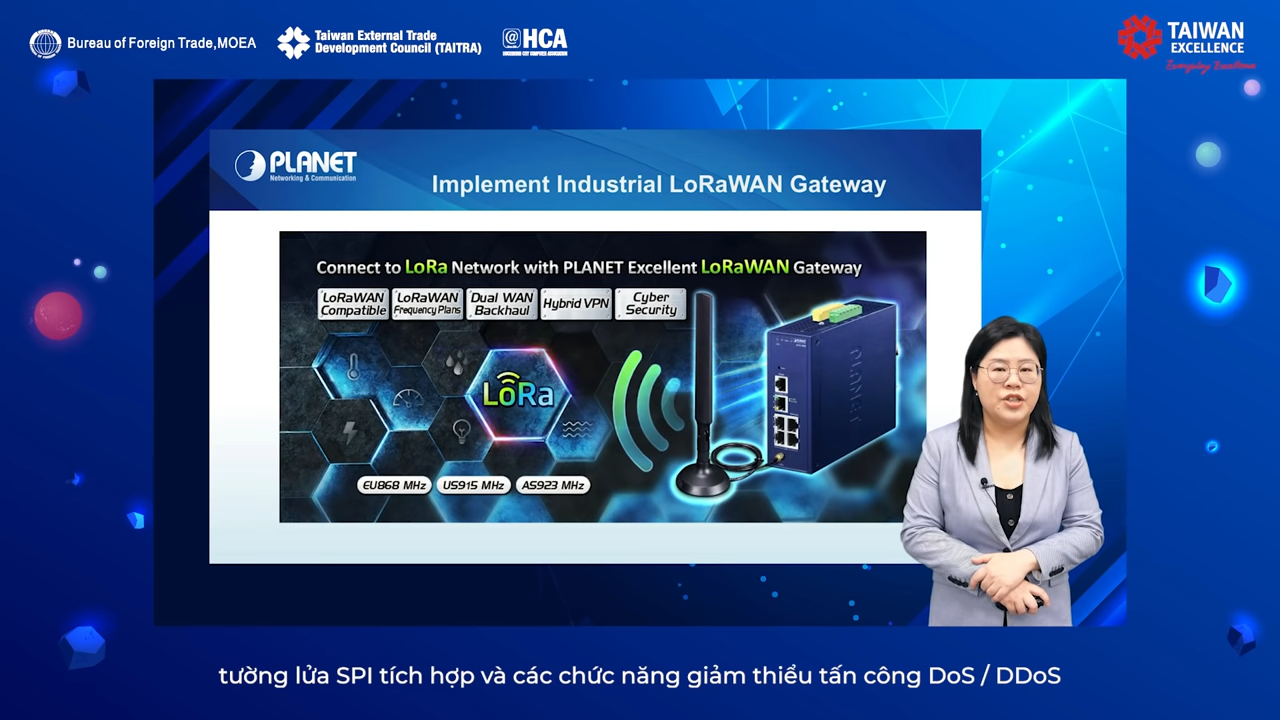 Bureau of Foreign Trade,MOEA
Taiwan External Trade
Development Council (TAITRA)
@HCA
TAIWAN
EXCELLENCE
Everyday Excellence
PLANET
Networking & Communication
Implement Industrial LoRaWAN Gateway
Connect to LoRa Network with PLANET Excellent LoRaWAN Gateway
LoRaWAN
Compatible
LoRaWAN
Frequency Plans
Dual WAN
Backhaul
Hybrid VPN
Cyber
Security
LoRa
PLANET
EU868 MHz
US915 MHz
AS923 MHz
tường lửa SPI tích hợp và các chức năng giảm thiểu tấn công DoS / DDoS